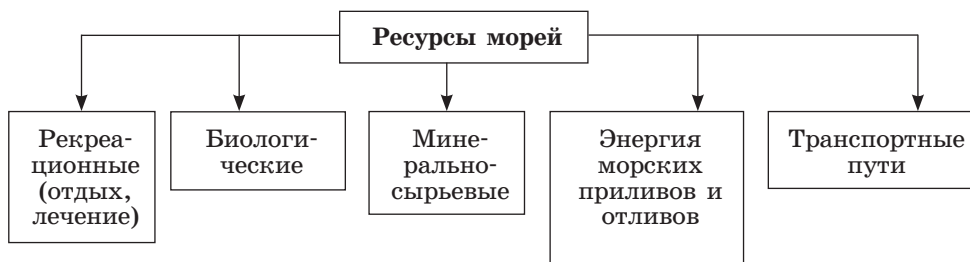 Ресурсы морей
Рекреа-
ционные
(отдых,
лечение)
Биологи-
ческие
Мине-
рально-
сырьевые
Энергия
морских
приливов и
отливов
Транспортные
пути